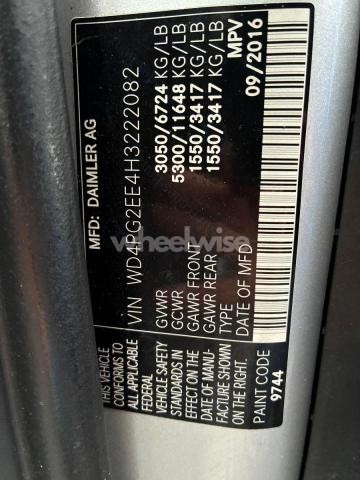 MFD: DAIMLER AG
VIN WD4PG2EE4H3222082
GVWR 3050/6724 KG/LB
GCWR 5300/11648 KG/LB
GAWR FRONT 1550/3417 KG/LB
GAWR REAR 1550/3417 KG/LB
MPV
DATE OF MFD: 09/2016
THIS VEHICLE
CONFORMS TO
ALL APPLICABLE
FEDERAL
VEHICLE SAFETY
STANDARDS IN
EFFECT ON THE
DATE OF MANU-
FACTURE SHOWN
ON THE RIGHT.
PAINT CODE
9744
wheelwise